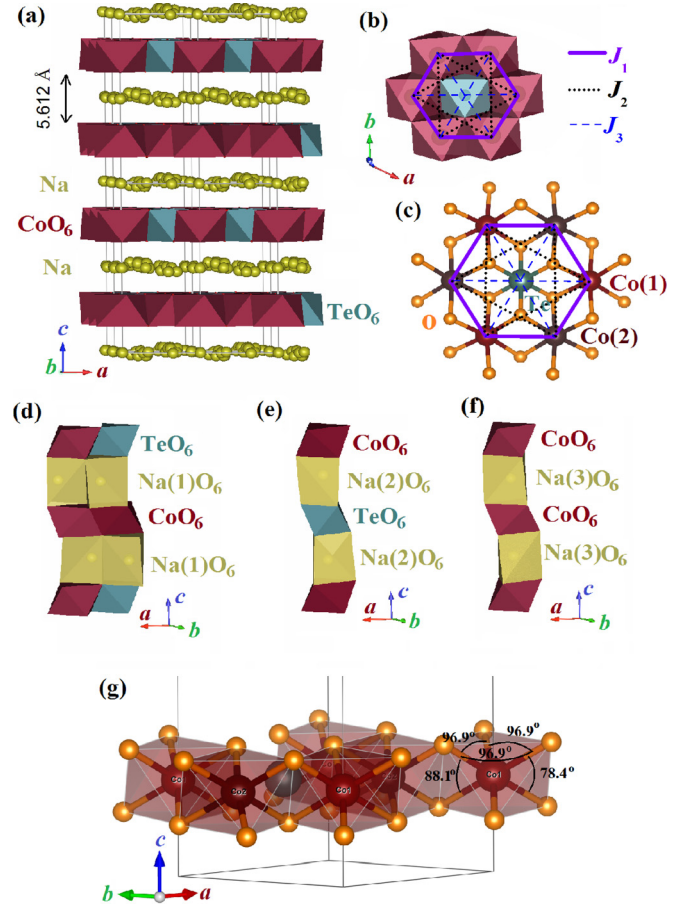 (a)
5.612 Å
Na
CoO6
Na
TeO6
c
b
a
(b)
J1
J2
J3
b
a
(c)
Co(1)
Te
O
Co(2)
(d)
TeO6
Na(1)O6
CoO6
Na(1)O6
c
a
b
(e)
CoO6
Na(2)O6
TeO6
Na(2)O6
c
a
b
(f)
CoO6
Na(3)O6
CoO6
Na(3)O6
c
a
b
(g)
96.9°
96.9°
96.9°
88.1°
78.4°
Co2
Co1
c
b
a